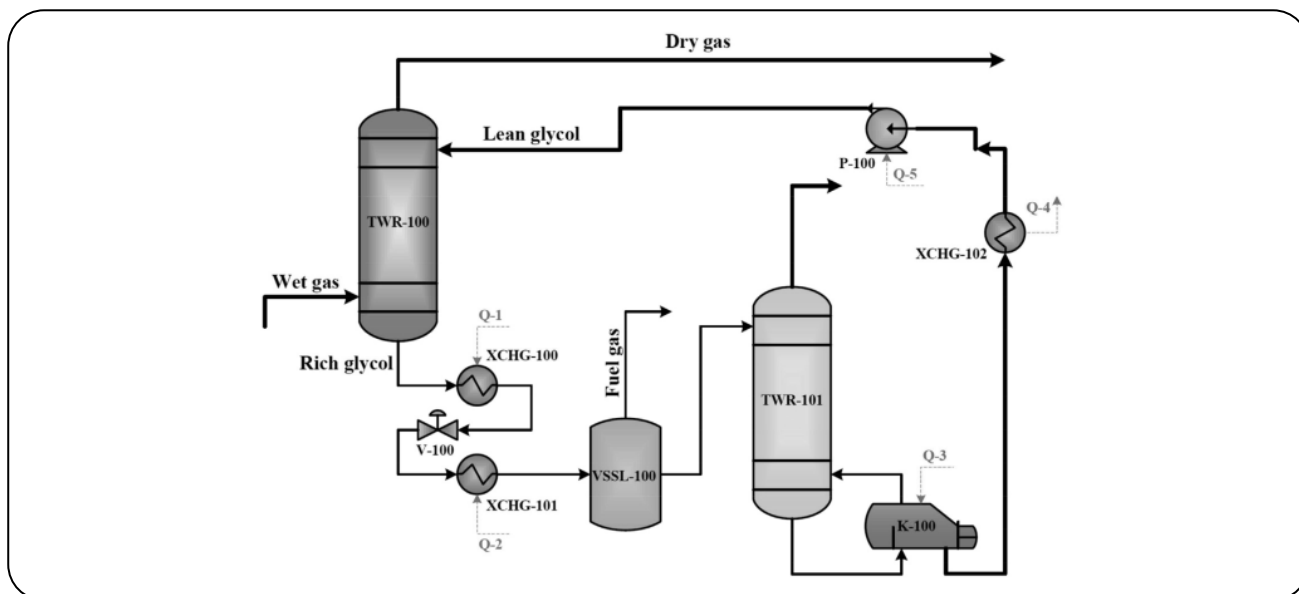 Dry gas
Lean glycol
P-100
Q-5
TWR-100
Q-4
XCHG-102
Wet gas
Q-1
XCHG-100
Rich glycol
Fuel gas
TWR-101
V-100
Q-3
VSSL-100
XCHG-101
K-100
Q-2